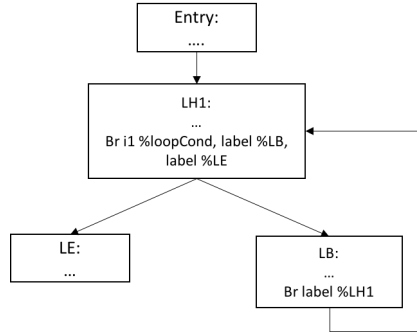 Entry:
....
LH1:
...
Br i1 %loopCond, label %LB,
label %LE
LE:
...
LB:
...
Br label %LH1